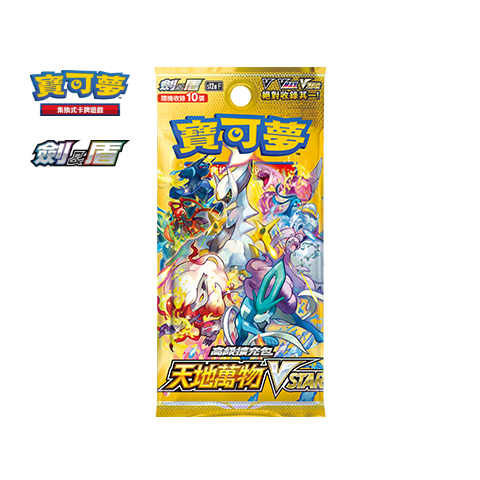 寶可夢
集換式卡牌遊戲
劍&盾
劍&盾 s12a F
隨機收錄10張
V VMAX VSTAR
絕對收錄其一!
寶可夢
高級擴充包
天地萬物 VSTAR